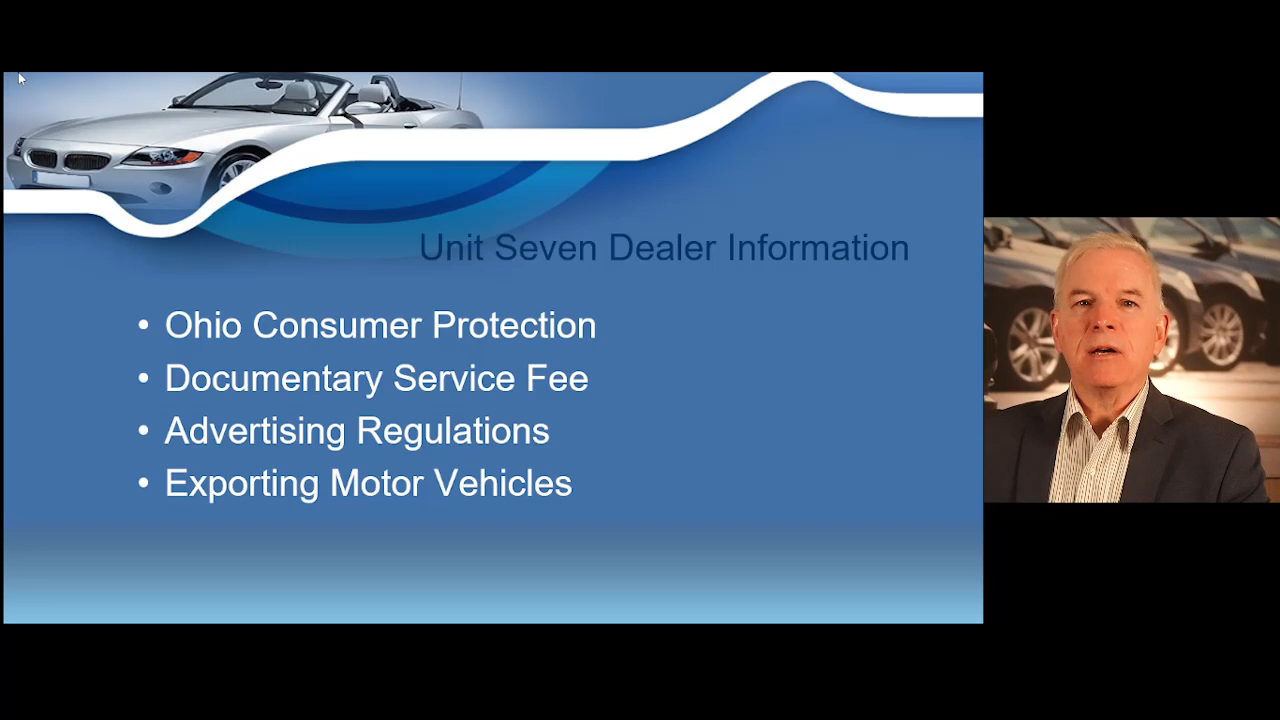 Unit Seven Dealer Information
• Ohio Consumer Protection
• Documentary Service Fee
• Advertising Regulations
• Exporting Motor Vehicles